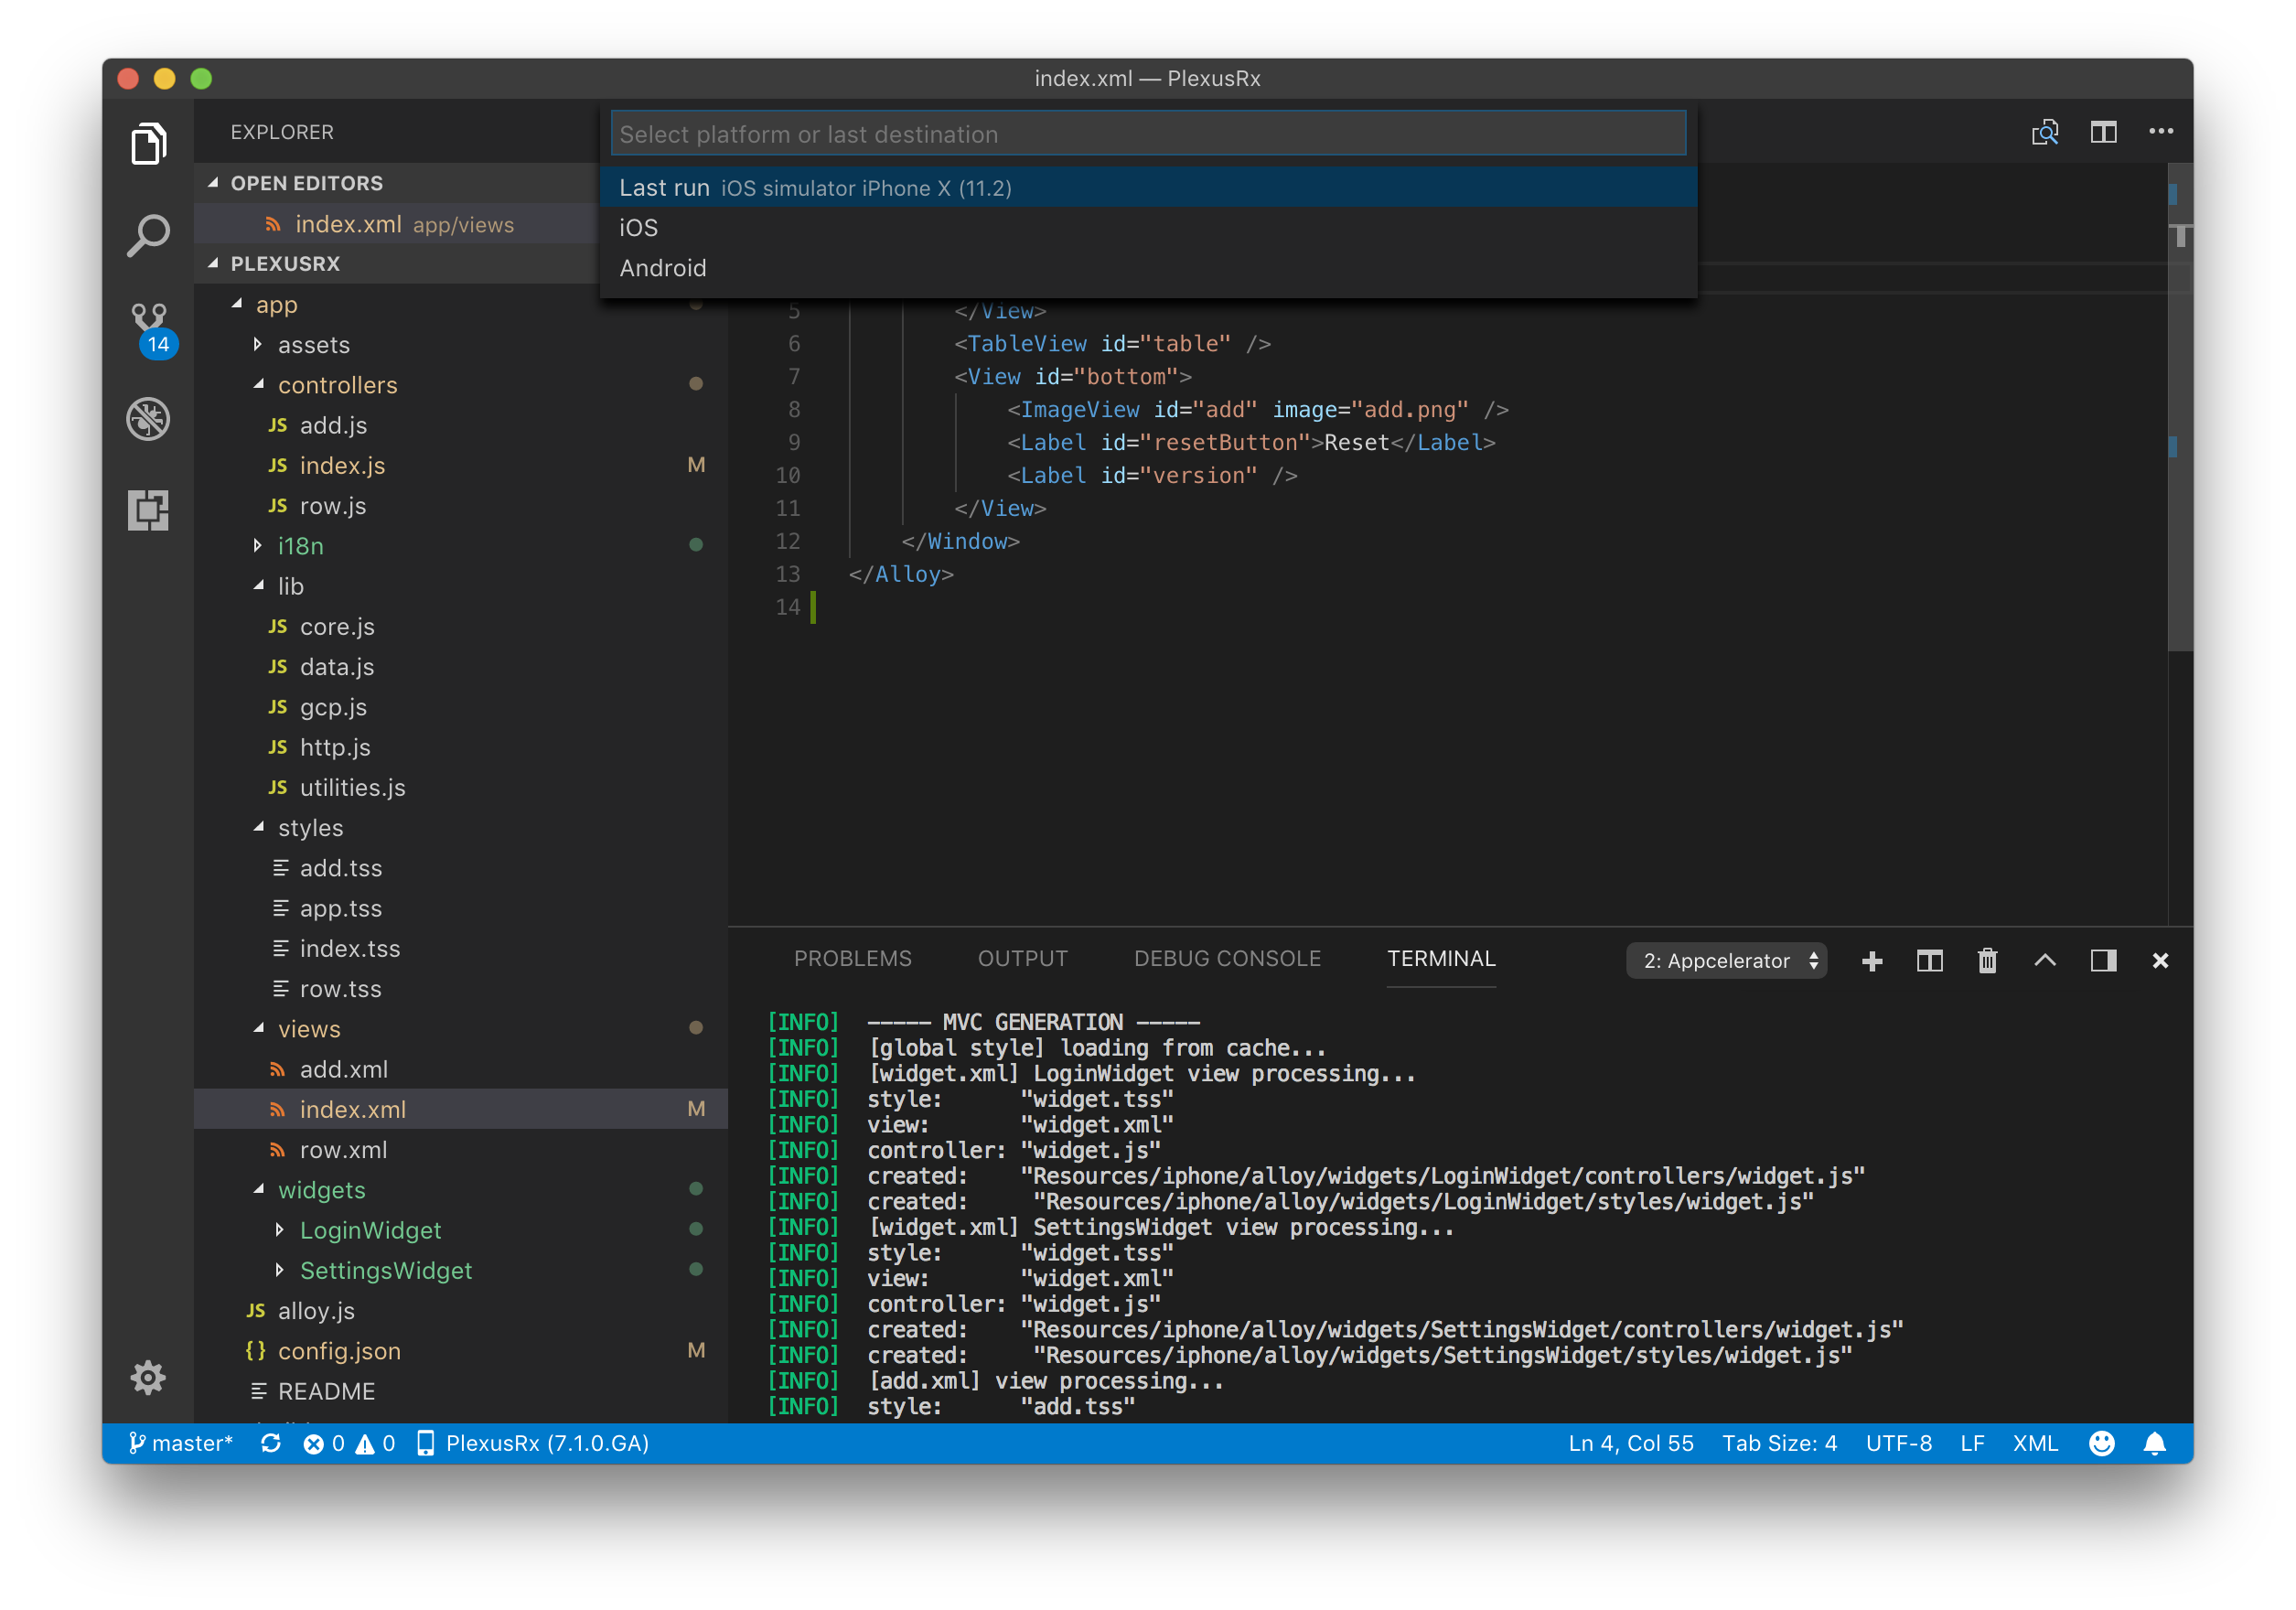 index.xml — PlexusRx
EXPLORER
OPEN EDITORS
index.xml app/views
PLEXUSRX
app
assets
controllers
JS add.js
JS index.js M
JS row.js
i18n
lib
JS core.js
JS data.js
JS gcp.js
JS http.js
JS utilities.js
styles
add.tss
app.tss
index.tss
row.tss
views
add.xml
index.xml M
row.xml
widgets
LoginWidget
SettingsWidget
JS alloy.js
{} config.json M
README
14
Select platform or last destination
Last run iOS simulator iPhone X (11.2)
iOS
Android
5 </View>
6 <TableView id="table" />
7 <View id="bottom">
8 <ImageView id="add" image="add.png" />
9 <Label id="resetButton">Reset</Label>
10 <Label id="version" />
11 </View>
12 </Window>
13 </Alloy>
14
PROBLEMS OUTPUT DEBUG CONSOLE TERMINAL 2: Appcelerator
[INFO] ----- MVC GENERATION -----
[INFO] [global style] loading from cache...
[INFO] [widget.xml] LoginWidget view processing...
[INFO] style: "widget.tss"
[INFO] view: "widget.xml"
[INFO] controller: "widget.js"
[INFO] created: "Resources/iphone/alloy/widgets/LoginWidget/controllers/widget.js"
[INFO] created: "Resources/iphone/alloy/widgets/LoginWidget/styles/widget.js"
[INFO] [widget.xml] SettingsWidget view processing...
[INFO] style: "widget.tss"
[INFO] view: "widget.xml"
[INFO] controller: "widget.js"
[INFO] created: "Resources/iphone/alloy/widgets/SettingsWidget/controllers/widget.js"
[INFO] created: "Resources/iphone/alloy/widgets/SettingsWidget/styles/widget.js"
[INFO] [add.xml] view processing...
[INFO] style: "add.tss"
master* 0 0 PlexusRx (7.1.0.GA) Ln 4, Col 55 Tab Size: 4 UTF-8 LF XML